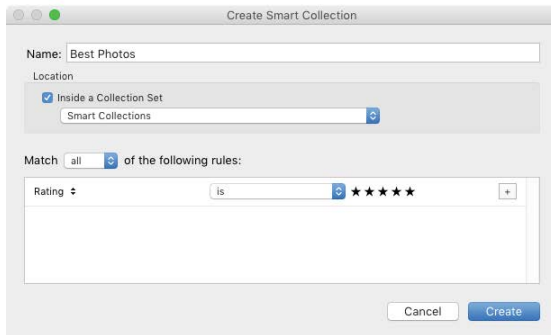 Create Smart Collection
Name: Best Photos
Location
Inside a Collection Set
Smart Collections
Match all of the following rules:
Rating is ★★★★★ +
Cancel Create